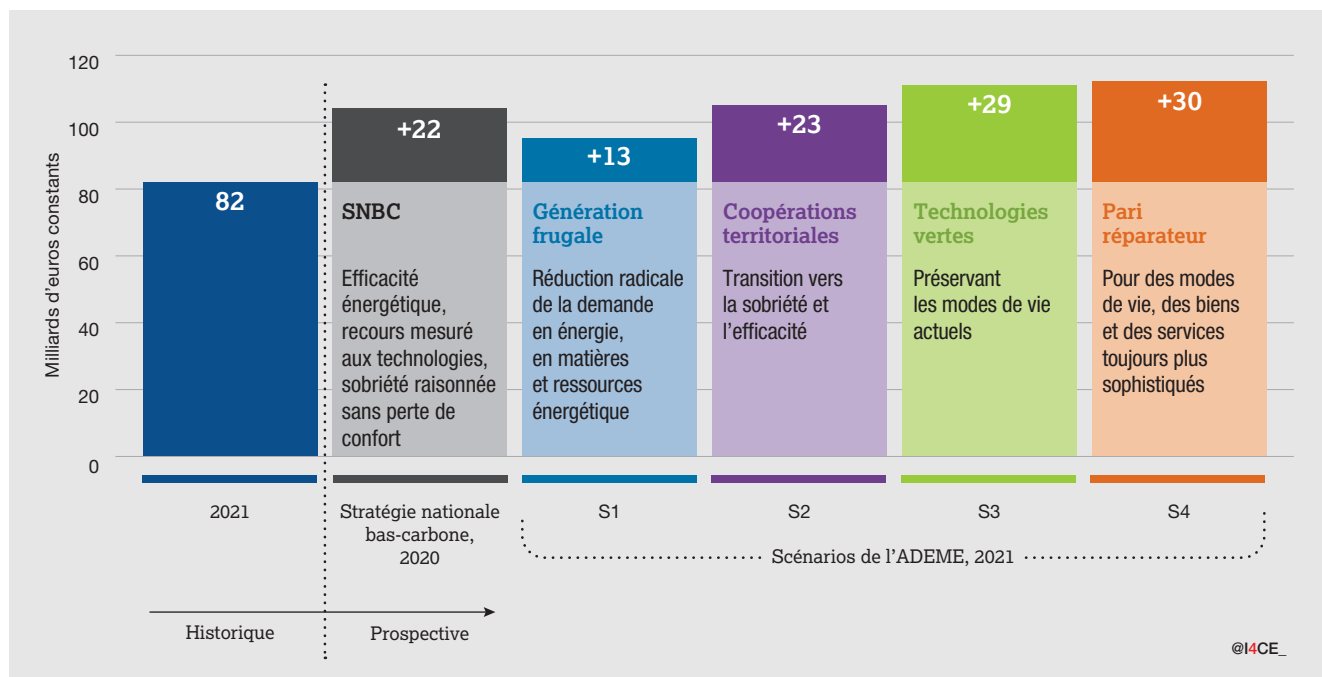 Milliards d'euros constants
120
100
80
60
40
20
0
82
+22
SNBC
Efficacité
énergétique,
recours mesuré
aux technologies,
sobriété raisonnée
sans perte de
confort
+13
Génération
frugale
Réduction radicale
de la demande
en énergie,
en matières
et ressources
énergétique
+23
Coopérations
territoriales
Transition vers
la sobriété et
l'efficacité
+29
Technologies
vertes
Préservant
les modes de vie
actuels
+30
Pari
réparateur
Pour des modes
de vie, des biens
et des services
toujours plus
sophistiqués
2021
Stratégie nationale
bas-carbone,
2020
S1
S2
S3
S4
Scénarios de l'ADEME, 2021
Historique
Prospective
@I4CE_